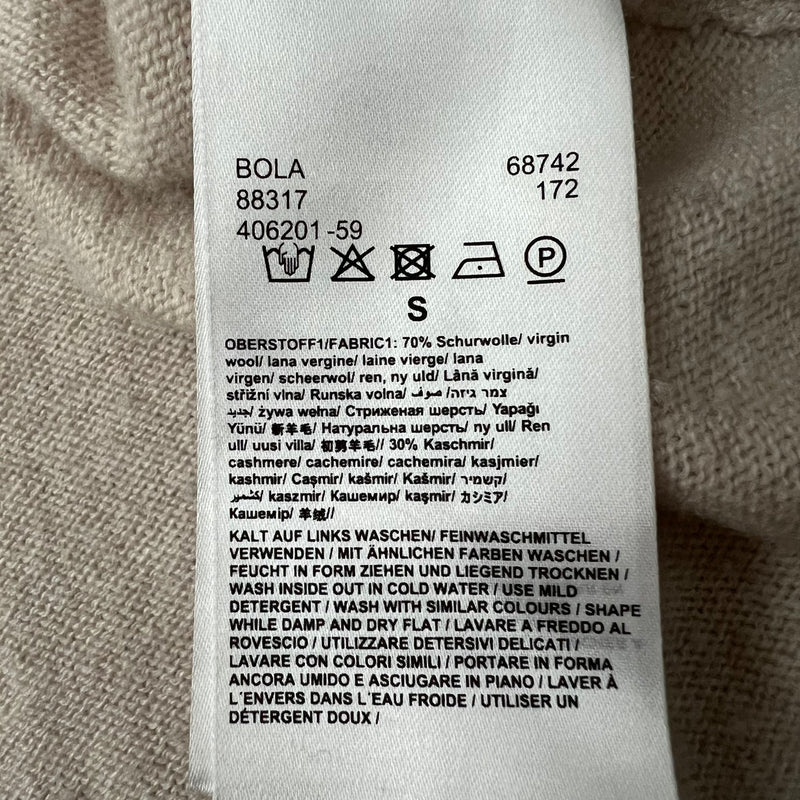 BOLA
88317
406201-59
68742
172
P
S
OBERSTOFF1/FABRIC1: 70% Schurwolle/ virgin
wool/ lana vergine/ laine vierge/ lana
virgen/ scheerwol/ ren, ny uld/ Lână virgină/
střižní vlna/ Runska volna/ صوف /צמר גיזה
جديد/ żywa wełna/ Стриженая шерсть/ Yapağı
Yünü/ 新羊毛/ Натуральна шерсть/ ny ull/ Ren
ull/ uusi villa/ 初剪羊毛// 30% Kaschmir/
cashmere/ cachemire/ cachemira/ kasjmier/
kashmir/ Caşmir/ kašmír/ Kašmir/ קשמיר/
كشمير/ kaszmir/ Кашемир/ kaşmir/ カシミア/
Кашемір/ 羊绒//
KALT AUF LINKS WASCHEN/ FEINWASCHMITTEL
VERWENDEN / MIT ÄHNLICHEN FARBEN WASCHEN /
FEUCHT IN FORM ZIEHEN UND LIEGEND TROCKNEN /
WASH INSIDE OUT IN COLD WATER / USE MILD
DETERGENT / WASH WITH SIMILAR COLOURS / SHAPE
WHILE DAMP AND DRY FLAT / LAVARE A FREDDO AL
ROVESCIO / UTILIZZARE DETERSIVI DELICATI /
LAVARE CON COLORI SIMILI / PORTARE IN FORMA
ANCORA UMIDO E ASCIUGARE IN PIANO / LAVER À
L´ENVERS DANS L´EAU FROIDE / UTILISER UN
DÉTERGENT DOUX /